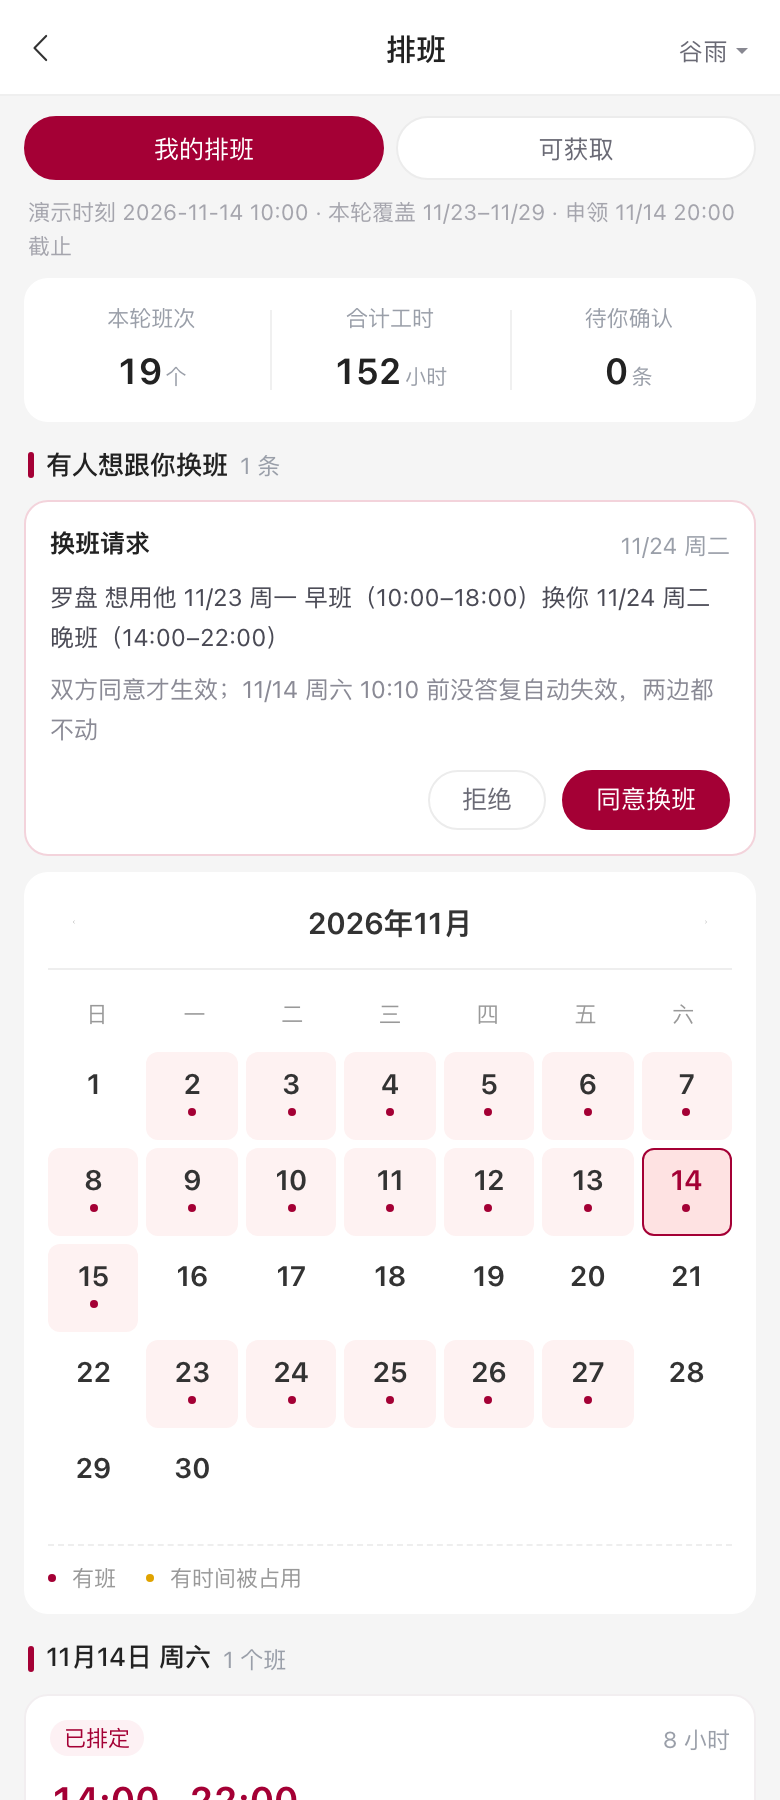 排班
谷雨
我的排班
可获取
演示时刻 2026-11-14 10:00 · 本轮覆盖 11/23–11/29 · 申领 11/14 20:00
截止
本轮班次
合计工时
待你确认
19个
152小时
0条
有人想跟你换班 1 条
换班请求
11/24 周二
罗盘 想用他 11/23 周一 早班（10:00–18:00）换你 11/24 周二
晚班（14:00–22:00）
双方同意才生效；11/14 周六 10:10 前没答复自动失效，两边都
不动
拒绝
同意换班
2026年11月
日 一 二 三 四 五 六
1 2 3 4 5 6 7
8 9 10 11 12 13 14
15 16 17 18 19 20 21
22 23 24 25 26 27 28
29 30
有班
有时间被占用
11月14日 周六 1 个班
已排定
8 小时
14:00 22:00